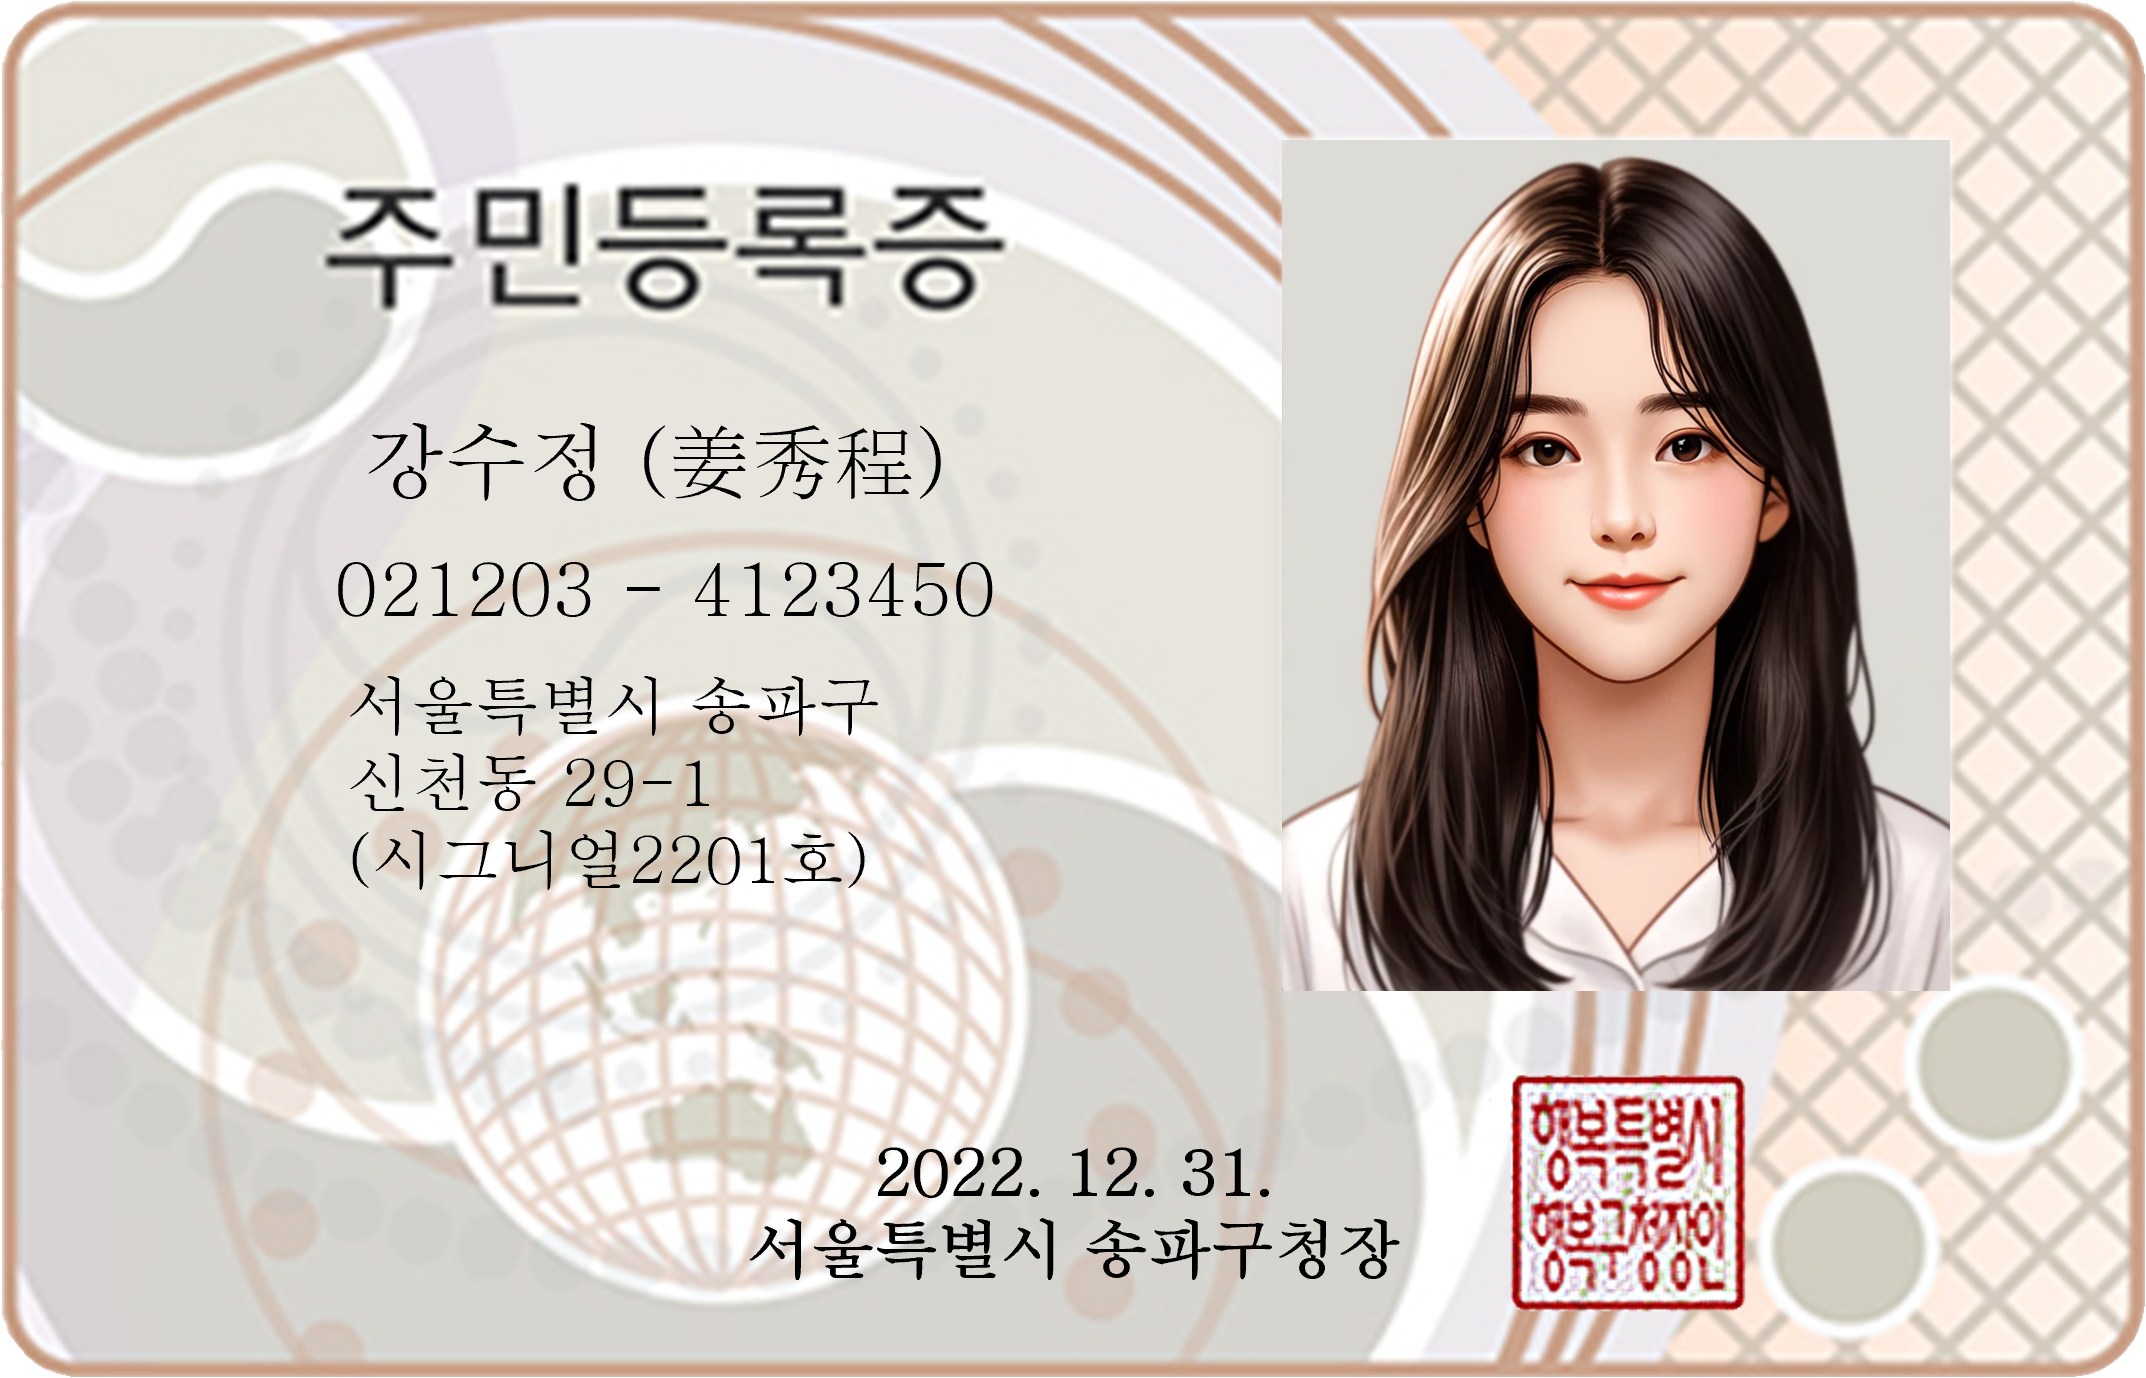 주민등록증
강수정 (姜秀程)
021203 - 4123450
서울특별시 송파구
신천동 29-1
(시그니얼2201호)
2022. 12. 31.
서울특별시 송파구청장
행복특별시
행복구청장인